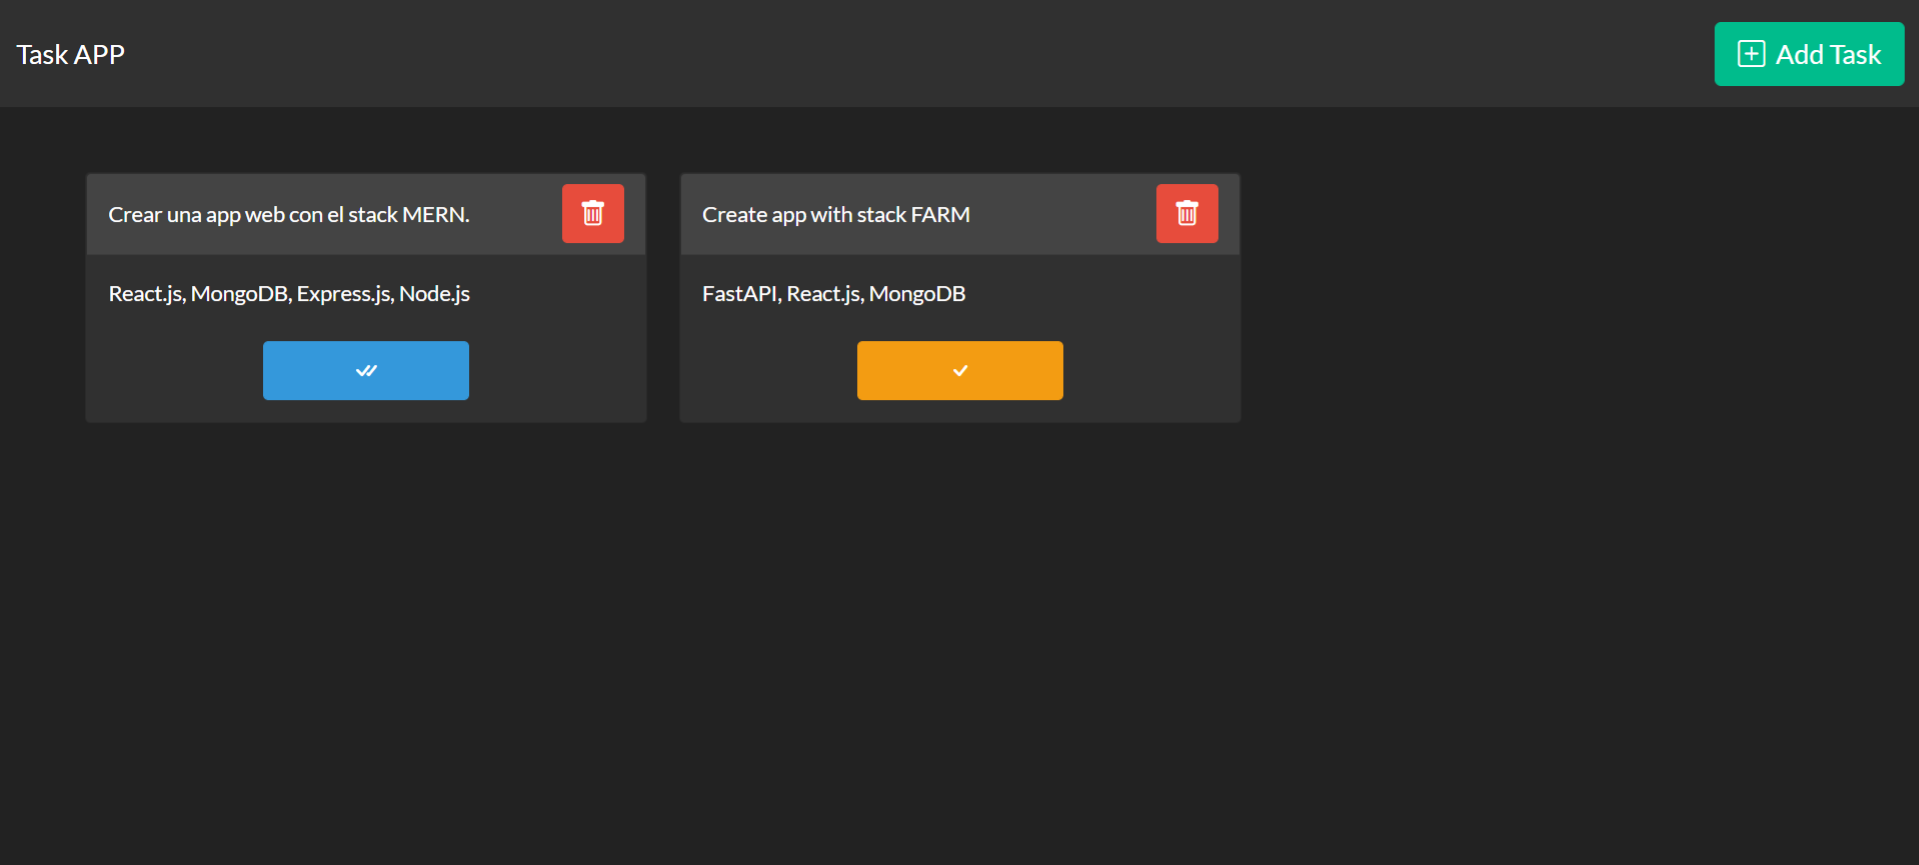 Task APP
Add Task
Crear una app web con el stack MERN.
React.js, MongoDB, Express.js, Node.js
Create app with stack FARM
FastAPI, React.js, MongoDB